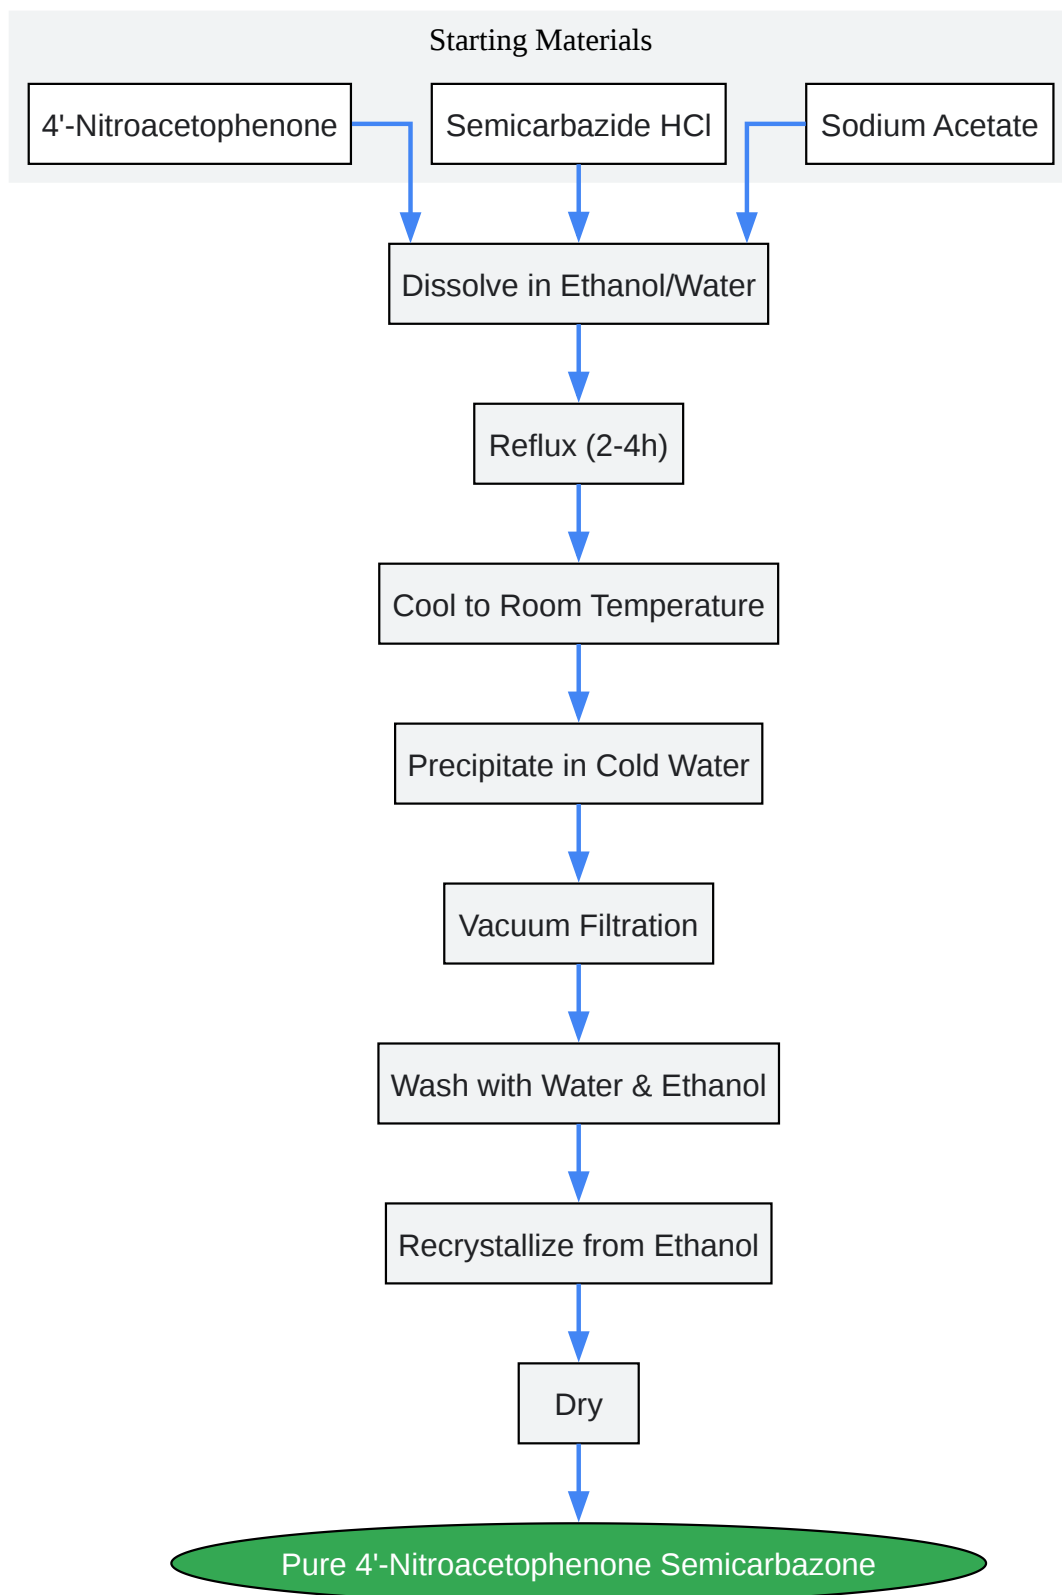 Starting Materials
4'-Nitroacetophenone
Semicarbazide HCl
Sodium Acetate
Dissolve in Ethanol/Water
Reflux (2-4h)
Cool to Room Temperature
Precipitate in Cold Water
Vacuum Filtration
Wash with Water & Ethanol
Recrystallize from Ethanol
Dry
Pure 4'-Nitroacetophenone Semicarbazone